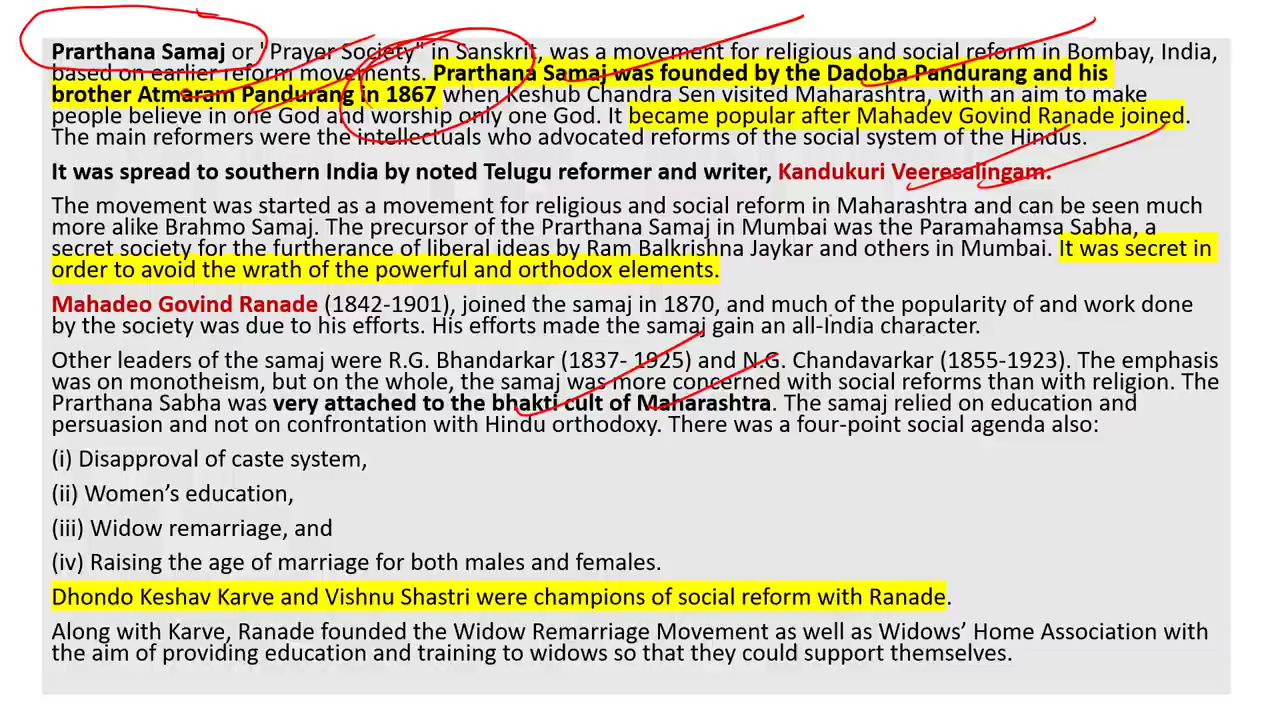 Prarthana Samaj or "Prayer Society" in Sanskrit, was a movement for religious and social reform in Bombay, India,
based on earlier reform movements. Prarthana Samaj was founded by the Dadoba Pandurang and his
brother Atmaram Pandurang in 1867 when Keshub Chandra Sen visited Maharashtra, with an aim to make
people believe in one God and worship only one God. It became popular after Mahadev Govind Ranade joined.
The main reformers were the intellectuals who advocated reforms of the social system of the Hindus.
It was spread to southern India by noted Telugu reformer and writer, Kandukuri Veeresalingam.
The movement was started as a movement for religious and social reform in Maharashtra and can be seen much
more alike Brahmo Samaj. The precursor of the Prarthana Samaj in Mumbai was the Paramahamsa Sabha, a
secret society for the furtherance of liberal ideas by Ram Balkrishna Jaykar and others in Mumbai. It was secret in
order to avoid the wrath of the powerful and orthodox elements.
Mahadeo Govind Ranade (1842-1901), joined the samaj in 1870, and much of the popularity of and work done
by the society was due to his efforts. His efforts made the samaj gain an all-India character.
Other leaders of the samaj were R.G. Bhandarkar (1837- 1925) and N.G. Chandavarkar (1855-1923). The emphasis
was on monotheism, but on the whole, the samaj was more concerned with social reforms than with religion. The
Prarthana Sabha was very attached to the bhakti cult of Maharashtra. The samaj relied on education and
persuasion and not on confrontation with Hindu orthodoxy. There was a four-point social agenda also:
(i) Disapproval of caste system,
(ii) Women’s education,
(iii) Widow remarriage, and
(iv) Raising the age of marriage for both males and females.
Dhondo Keshav Karve and Vishnu Shastri were champions of social reform with Ranade.
Along with Karve, Ranade founded the Widow Remarriage Movement as well as Widows’ Home Association with
the aim of providing education and training to widows so that they could support themselves.